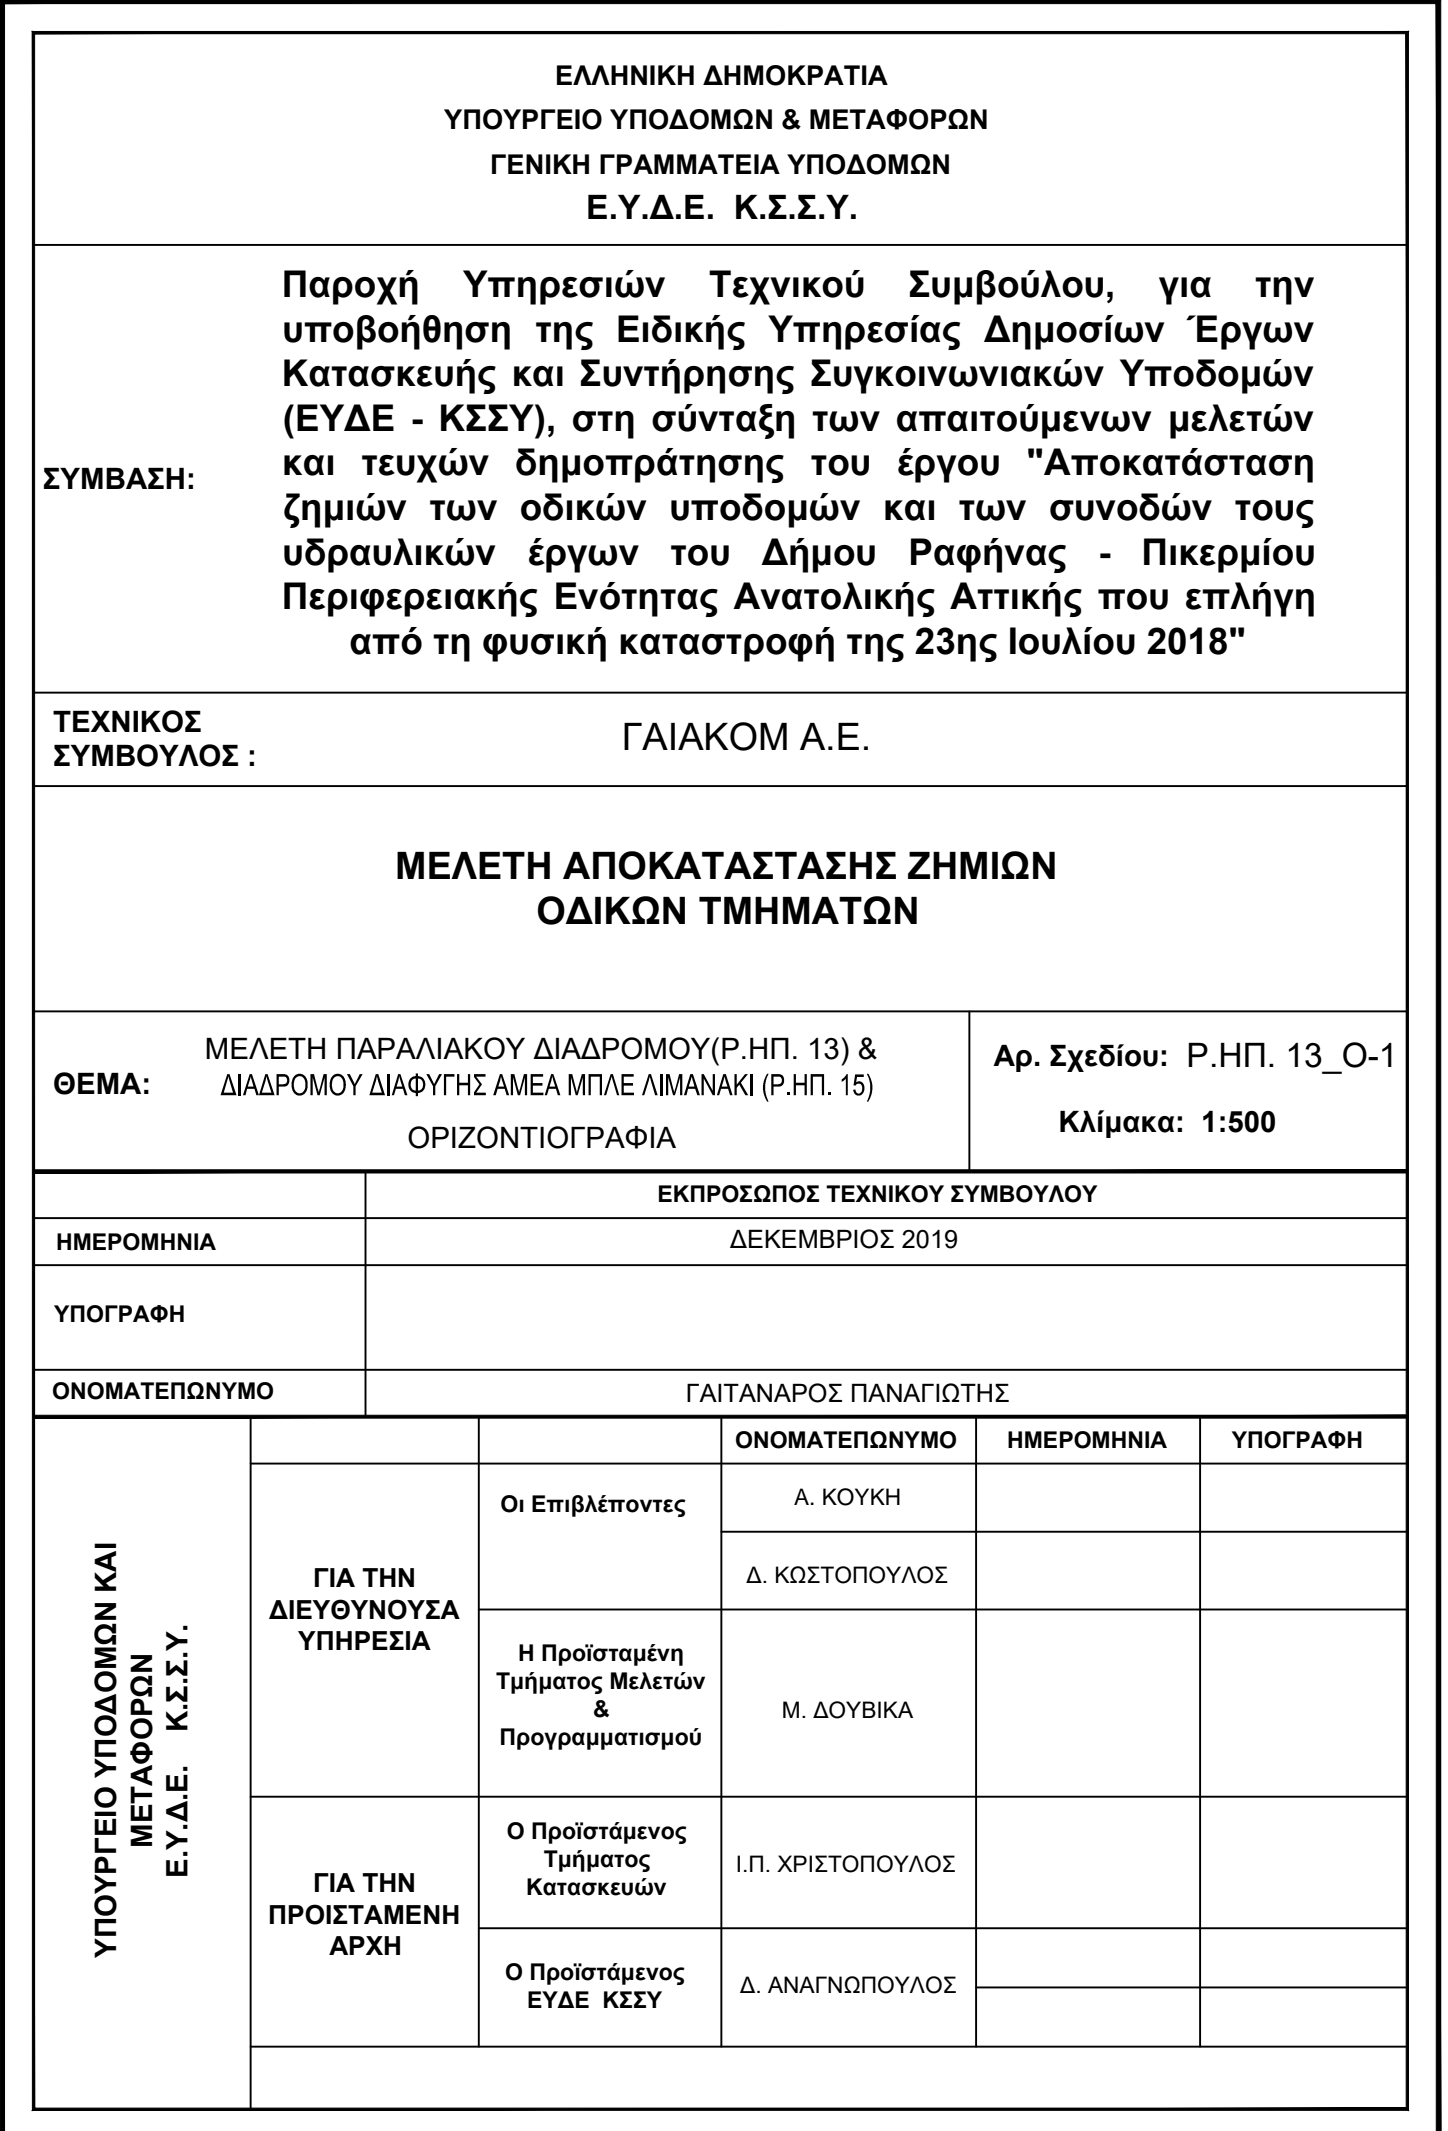 ΕΛΛΗΝΙΚΗ ΔΗΜΟΚΡΑΤΙΑ
ΥΠΟΥΡΓΕΙΟ ΥΠΟΔΟΜΩΝ & ΜΕΤΑΦΟΡΩΝ
ΓΕΝΙΚΗ ΓΡΑΜΜΑΤΕΙΑ ΥΠΟΔΟΜΩΝ
Ε.Υ.Δ.Ε. Κ.Σ.Σ.Υ.
ΣΥΜΒΑΣΗ:
Παροχή Υπηρεσιών Τεχνικού Συμβούλου, για την
υποβοήθηση της Ειδικής Υπηρεσίας Δημοσίων Έργων
Κατασκευής και Συντήρησης Συγκοινωνιακών Υποδομών
(ΕΥΔΕ - ΚΣΣΥ), στη σύνταξη των απαιτούμενων μελετών
και τευχών δημοπράτησης του έργου "Αποκατάσταση
ζημιών των οδικών υποδομών και των συνοδών τους
υδραυλικών έργων του Δήμου Ραφήνας - Πικερμίου
Περιφερειακής Ενότητας Ανατολικής Αττικής που επλήγη
από τη φυσική καταστροφή της 23ης Ιουλίου 2018"
ΤΕΧΝΙΚΟΣ
ΣΥΜΒΟΥΛΟΣ :
ΓΑΙΑΚΟΜ Α.Ε.
ΜΕΛΕΤΗ ΑΠΟΚΑΤΑΣΤΑΣΗΣ ΖΗΜΙΩΝ
ΟΔΙΚΩΝ ΤΜΗΜΑΤΩΝ
ΘΕΜΑ:
ΜΕΛΕΤΗ ΠΑΡΑΛΙΑΚΟΥ ΔΙΑΔΡΟΜΟΥ(Ρ.ΗΠ. 13) &
ΔΙΑΔΡΟΜΟΥ ΔΙΑΦΥΓΗΣ ΑΜΕΑ ΜΠΛΕ ΛΙΜΑΝΑΚΙ (Ρ.ΗΠ. 15)
ΟΡΙΖΟΝΤΙΟΓΡΑΦΙΑ
Αρ. Σχεδίου: Ρ.ΗΠ. 13_Ο-1
Κλίμακα: 1:500
ΕΚΠΡΟΣΩΠΟΣ ΤΕΧΝΙΚΟΥ ΣΥΜΒΟΥΛΟΥ
ΗΜΕΡΟΜΗΝΙΑ ΔΕΚΕΜΒΡΙΟΣ 2019
ΥΠΟΓΡΑΦΗ
ΟΝΟΜΑΤΕΠΩΝΥΜΟ ΓΑΙΤΑΝΑΡΟΣ ΠΑΝΑΓΙΩΤΗΣ
ΥΠΟΥΡΓΕΙΟ ΥΠΟΔΟΜΩΝ ΚΑΙ
ΜΕΤΑΦΟΡΩΝ
Ε.Υ.Δ.Ε. Κ.Σ.Σ.Υ.
ΟΝΟΜΑΤΕΠΩΝΥΜΟ ΗΜΕΡΟΜΗΝΙΑ ΥΠΟΓΡΑΦΗ
ΓΙΑ ΤΗΝ
ΔΙΕΥΘΥΝΟΥΣΑ
ΥΠΗΡΕΣΙΑ
Οι Επιβλέποντες
Α. ΚΟΥΚΗ
Δ. ΚΩΣΤΟΠΟΥΛΟΣ
Η Προϊσταμένη
Τμήματος Μελετών
&
Προγραμματισμού
Μ. ΔΟΥΒΙΚΑ
ΓΙΑ ΤΗΝ
ΠΡΟΙΣΤΑΜΕΝΗ
ΑΡΧΗ
Ο Προϊστάμενος
Τμήματος
Κατασκευών
Ι.Π. ΧΡΙΣΤΟΠΟΥΛΟΣ
Ο Προϊστάμενος
ΕΥΔΕ ΚΣΣΥ
Δ. ΑΝΑΓΝΩΠΟΥΛΟΣ